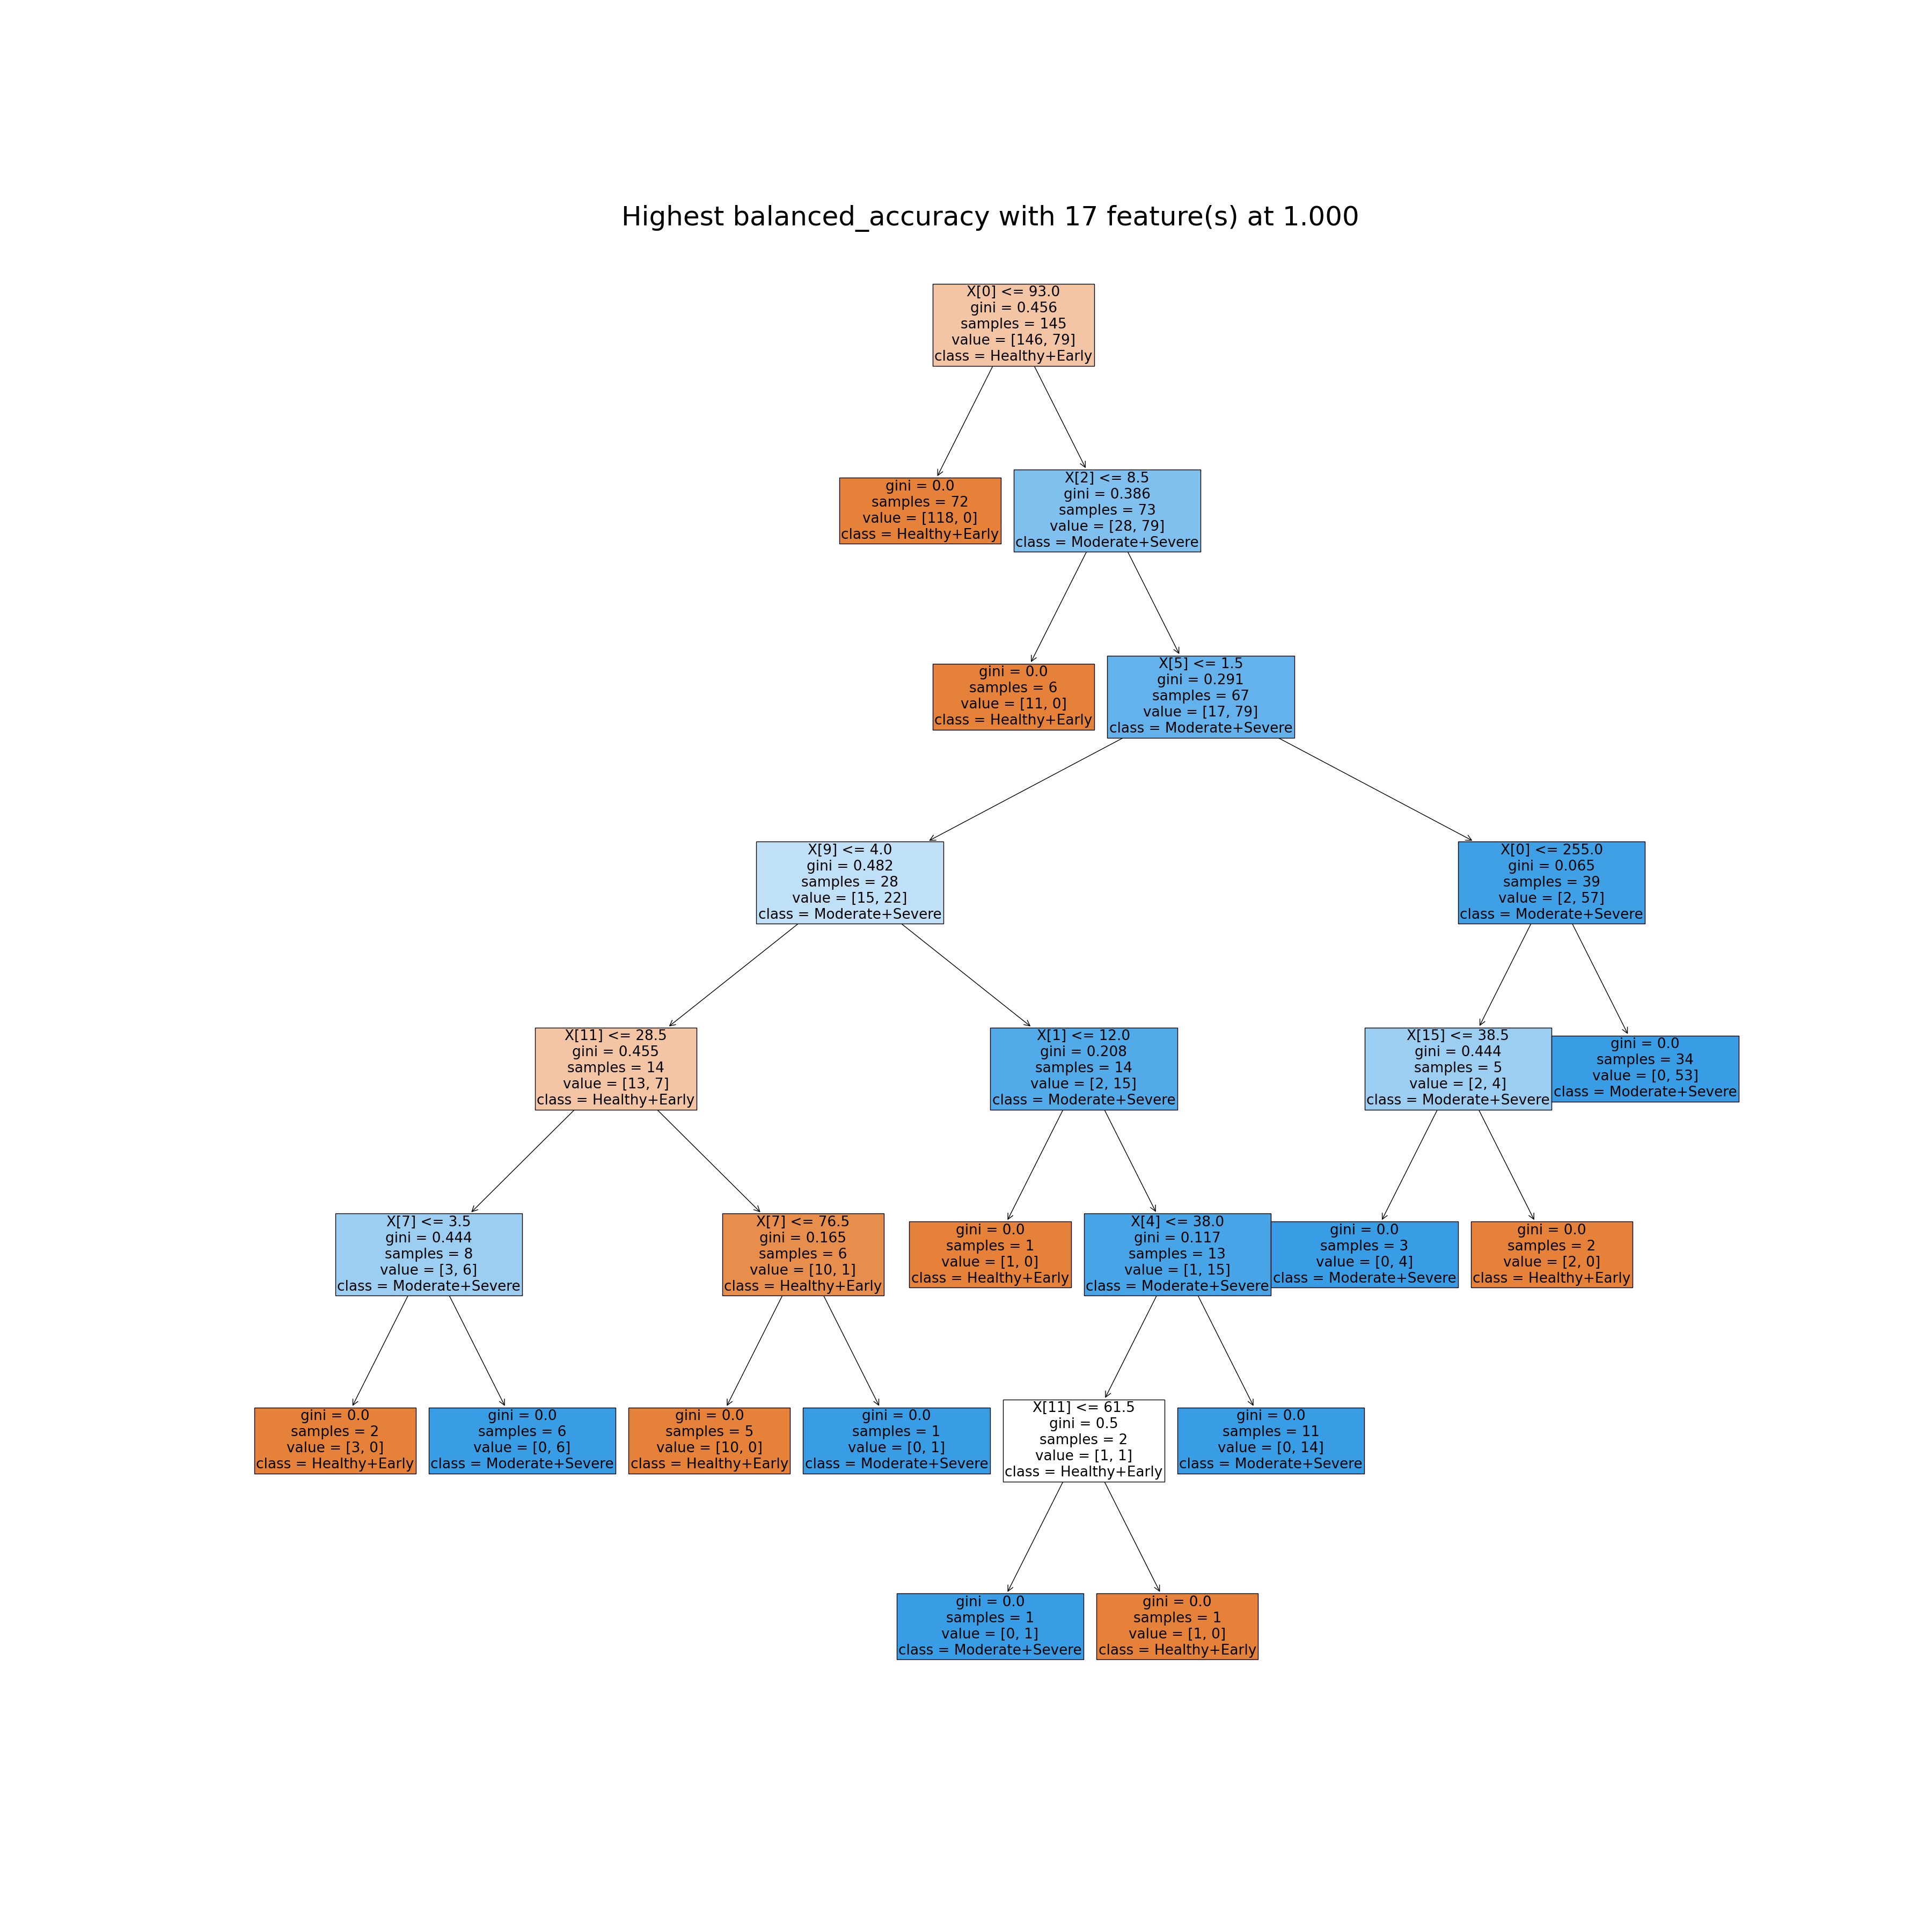 Highest balanced_accuracy with 17 feature(s) at 1.000
X[0] <= 93.0
gini = 0.456
samples = 145
value = [146, 79]
class = Healthy+Early
gini = 0.0
samples = 72
value = [118, 0]
class = Healthy+Early
X[2] <= 8.5
gini = 0.386
samples = 73
value = [28, 79]
class = Moderate+Severe
gini = 0.0
samples = 6
value = [11, 0]
class = Healthy+Early
X[5] <= 1.5
gini = 0.291
samples = 67
value = [17, 79]
class = Moderate+Severe
X[9] <= 4.0
gini = 0.482
samples = 28
value = [15, 22]
class = Moderate+Severe
X[0] <= 255.0
gini = 0.065
samples = 39
value = [2, 57]
class = Moderate+Severe
X[11] <= 28.5
gini = 0.455
samples = 14
value = [13, 7]
class = Healthy+Early
X[1] <= 12.0
gini = 0.208
samples = 14
value = [2, 15]
class = Moderate+Severe
X[15] <= 38.5
gini = 0.444
samples = 5
value = [2, 4]
class = Moderate+Severe
gini = 0.0
samples = 34
value = [0, 53]
class = Moderate+Severe
X[7] <= 3.5
gini = 0.444
samples = 8
value = [3, 6]
class = Moderate+Severe
X[7] <= 76.5
gini = 0.165
samples = 6
value = [10, 1]
class = Healthy+Early
gini = 0.0
samples = 1
value = [1, 0]
class = Healthy+Early
X[4] <= 38.0
gini = 0.117
samples = 13
value = [1, 15]
class = Moderate+Severe
gini = 0.0
samples = 3
value = [0, 4]
class = Moderate+Severe
gini = 0.0
samples = 2
value = [2, 0]
class = Healthy+Early
gini = 0.0
samples = 2
value = [3, 0]
class = Healthy+Early
gini = 0.0
samples = 6
value = [0, 6]
class = Moderate+Severe
gini = 0.0
samples = 5
value = [10, 0]
class = Healthy+Early
gini = 0.0
samples = 1
value = [0, 1]
class = Moderate+Severe
X[11] <= 61.5
gini = 0.5
samples = 2
value = [1, 1]
class = Healthy+Early
gini = 0.0
samples = 11
value = [0, 14]
class = Moderate+Severe
gini = 0.0
samples = 1
value = [0, 1]
class = Moderate+Severe
gini = 0.0
samples = 1
value = [1, 0]
class = Healthy+Early